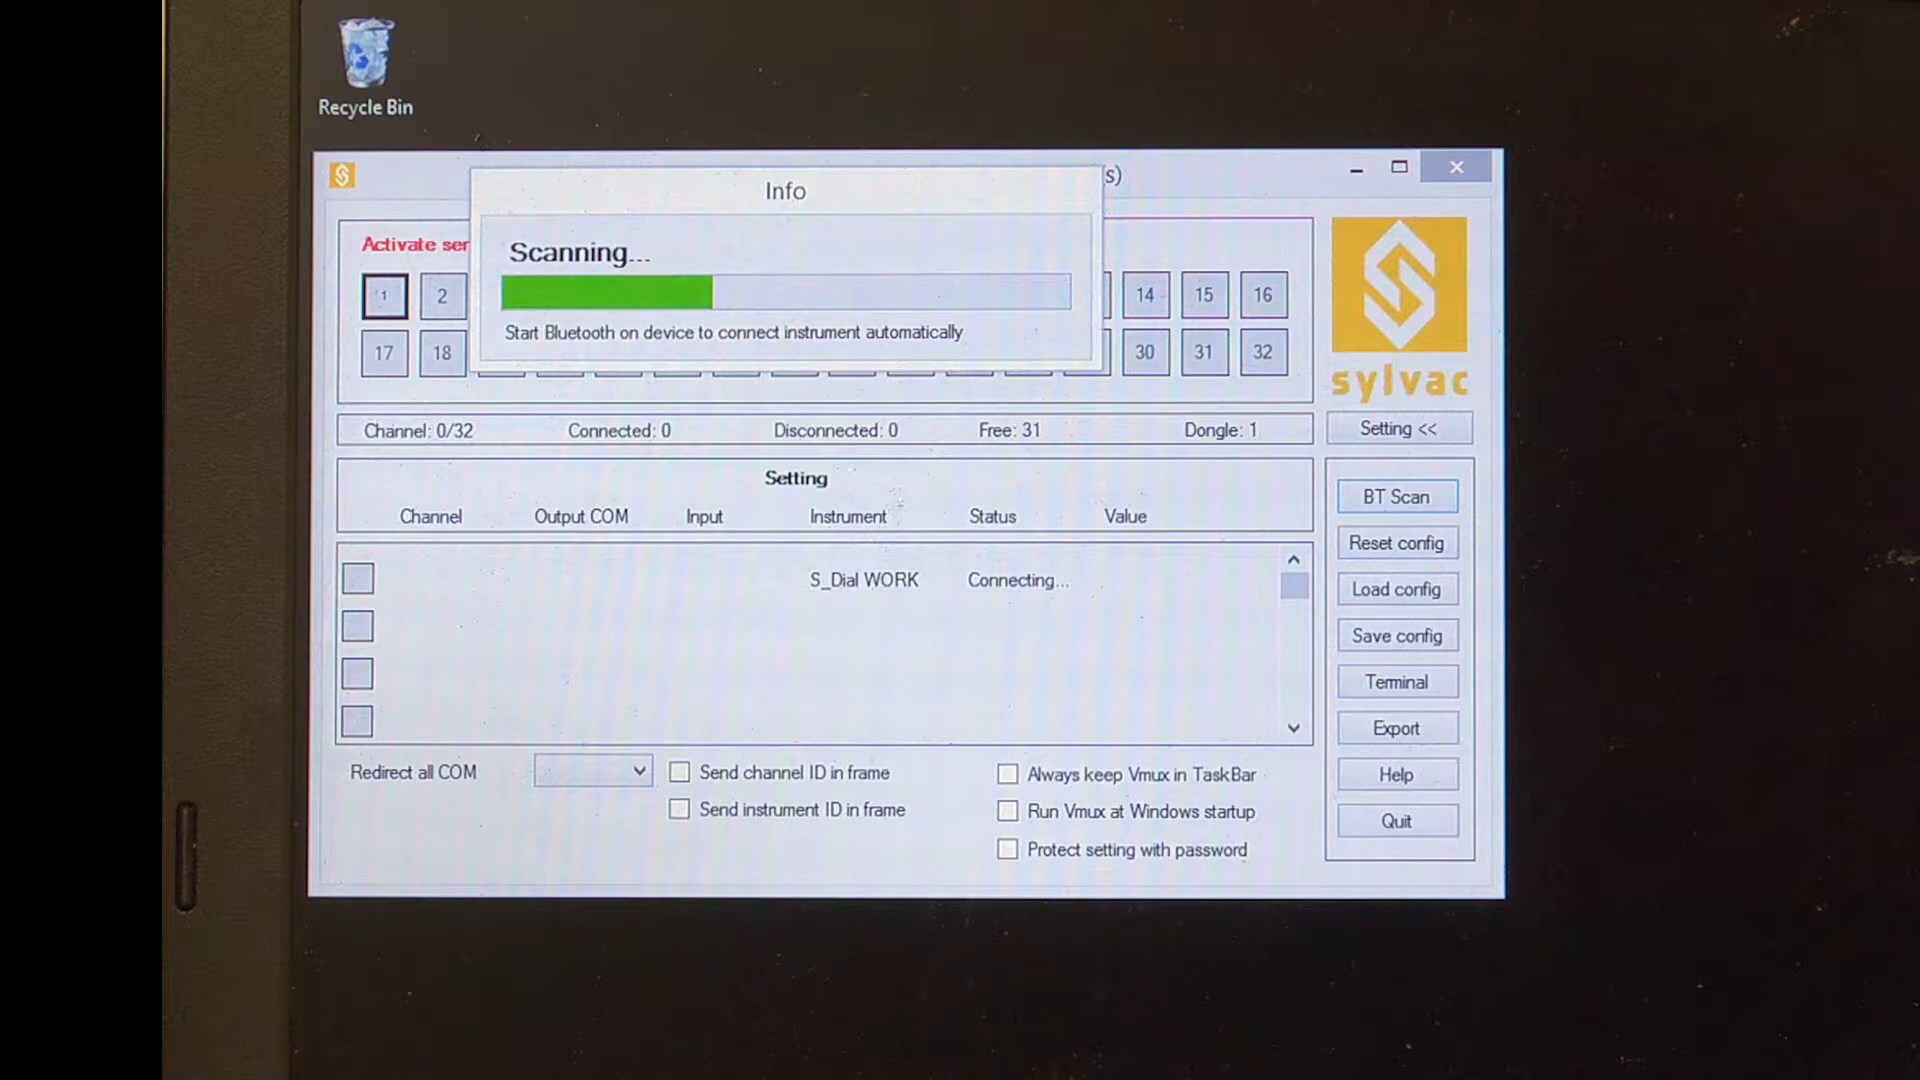 Recycle Bin
Info
s)
Activate ser
Scanning...
Start Bluetooth on device to connect instrument automatically
1 2 14 15 16
17 18 30 31 32
sylvac
Channel: 0/32 Connected: 0 Disconnected: 0 Free: 31 Dongle: 1
Setting <<
Setting
Channel Output COM Input Instrument Status Value
S_Dial WORK Connecting...
BT Scan
Reset config
Load config
Save config
Terminal
Export
Help
Quit
Redirect all COM
Send channel ID in frame
Send instrument ID in frame
Always keep Vmux in TaskBar
Run Vmux at Windows startup
Protect setting with password